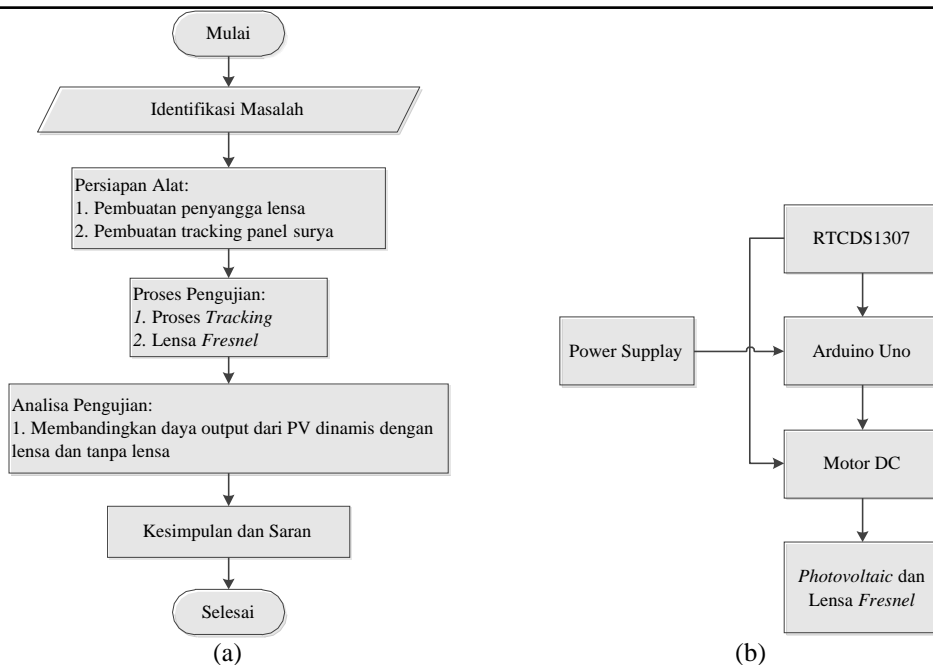 Mulai
Identifikasi Masalah
Persiapan Alat:
1. Pembuatan penyangga lensa
2. Pembuatan tracking panel surya
Proses Pengujian:
1. Proses Tracking
2. Lensa Fresnel
Analisa Pengujian:
1. Membandingkan daya output dari PV dinamis dengan
lensa dan tanpa lensa
Kesimpulan dan Saran
Selesai
(a)
RTCDS1307
Power Supplay
Arduino Uno
Motor DC
Photovoltaic dan
Lensa Fresnel
(b)